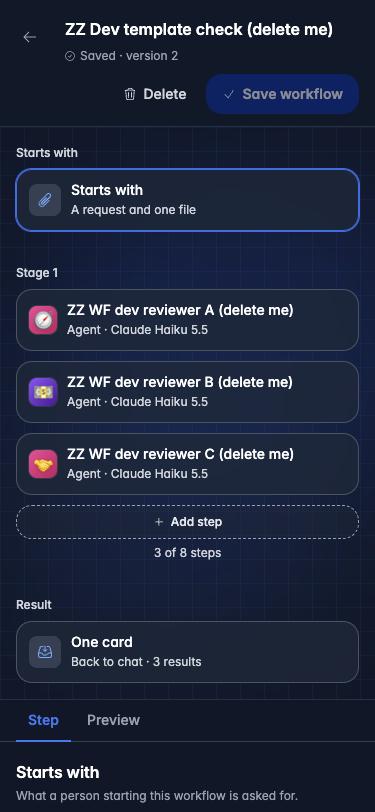 ZZ Dev template check (delete me)
Saved · version 2
Delete
Save workflow
Starts with
Starts with
A request and one file
Stage 1
ZZ WF dev reviewer A (delete me)
Agent · Claude Haiku 5.5
ZZ WF dev reviewer B (delete me)
Agent · Claude Haiku 5.5
ZZ WF dev reviewer C (delete me)
Agent · Claude Haiku 5.5
+ Add step
3 of 8 steps
Result
One card
Back to chat · 3 results
Step
Preview
Starts with
What a person starting this workflow is asked for.